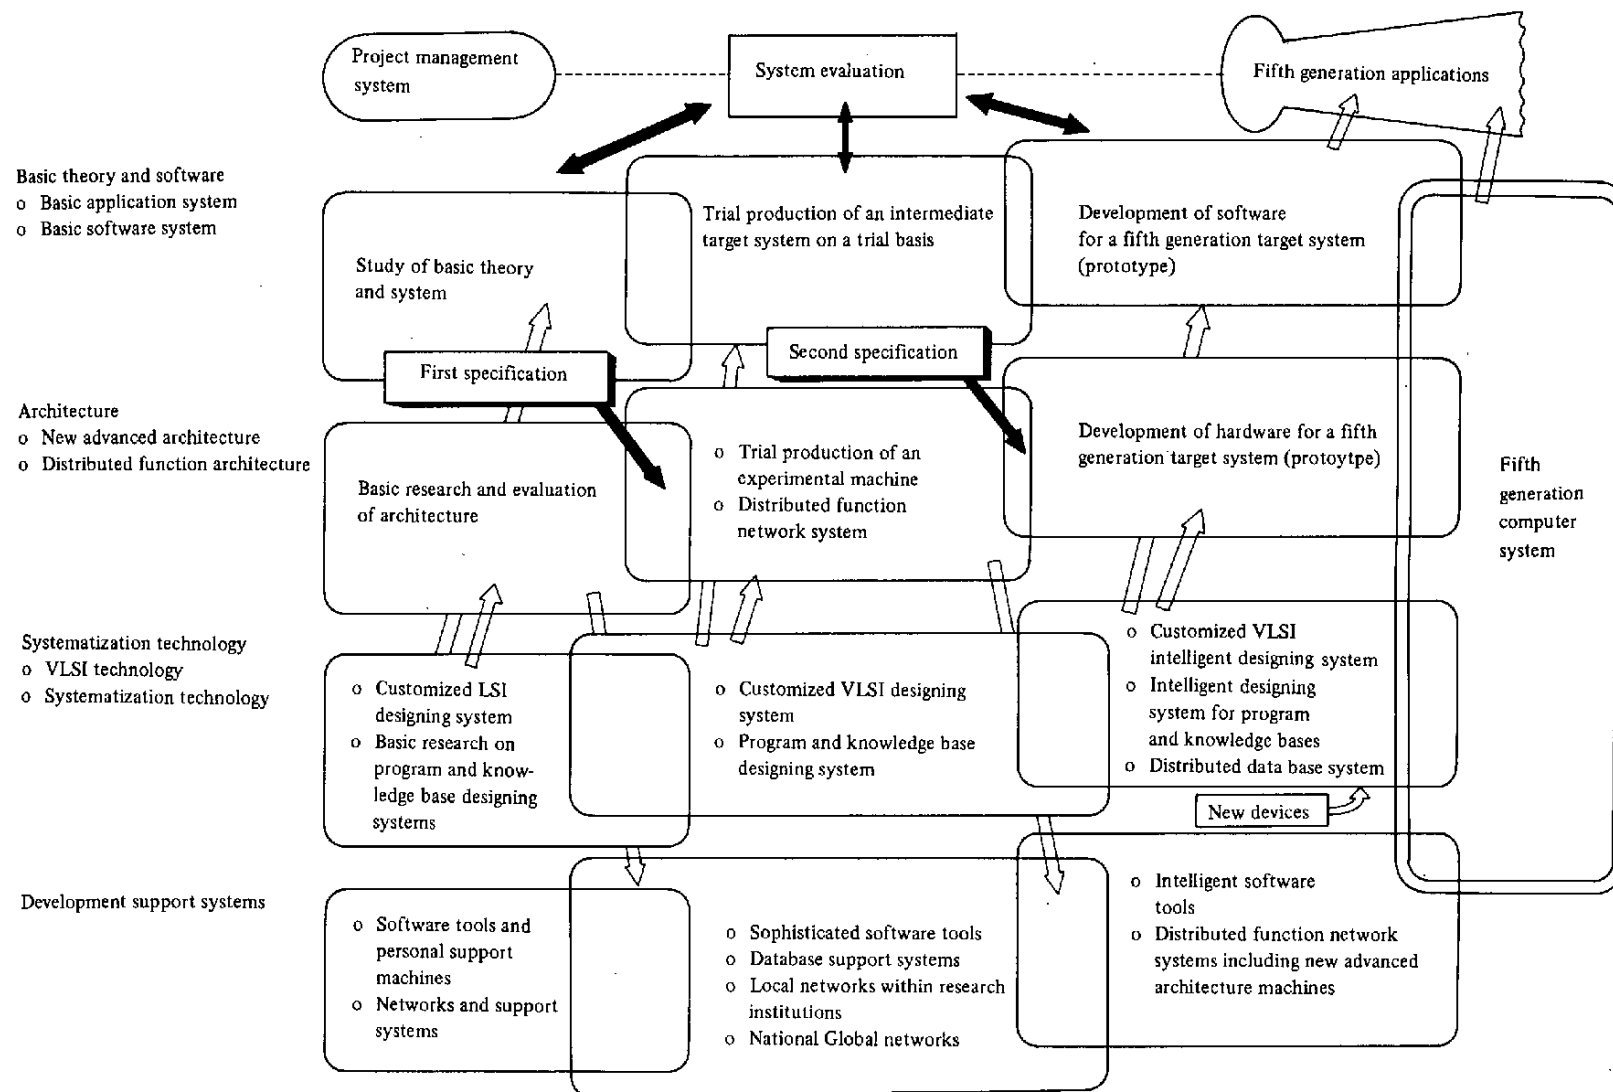 Project management
system
System evaluation
Fifth generation applications
Basic theory and software
o Basic application system
o Basic software system
Study of basic theory
and system
Trial production of an intermediate
target system on a trial basis
Development of software
for a fifth generation target system
(prototype)
First specification
Second specification
Architecture
o New advanced architecture
o Distributed function architecture
Basic research and evaluation
of architecture
o Trial production of an
experimental machine
o Distributed function
network system
Development of hardware for a fifth
generation target system (protoytpe)
Fifth
generation
computer
system
Systematization technology
o VLSI technology
o Systematization technology
o Customized LSI
designing system
o Basic research on
program and know-
ledge base designing
systems
o Customized VLSI designing
system
o Program and knowledge base
designing system
o Customized VLSI
intelligent designing system
o Intelligent designing
system for program
and knowledge bases
o Distributed data base system
New devices
Development support systems
o Software tools and
personal support
machines
o Networks and support
systems
o Sophisticated software tools
o Database support systems
o Local networks within research
institutions
o National Global networks
o Intelligent software
tools
o Distributed function network
systems including new advanced
architecture machines